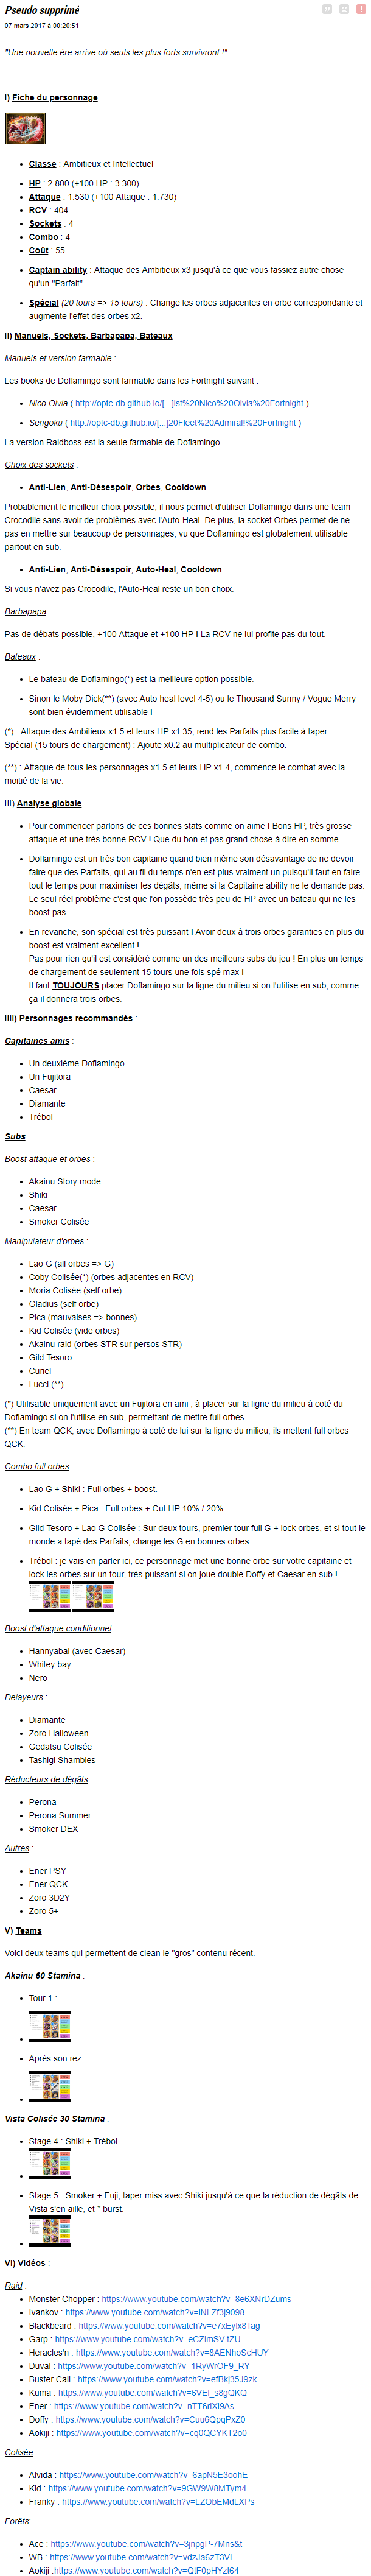 Pseudo supprimé
07 mars 2017 à 00:20:51
"Une nouvelle ère arrive où seuls les plus forts survivront !"
--------------------
I) Fiche du personnage
Classe : Ambitieux et Intellectuel
HP : 2.800 (+100 HP : 3.300)
Attaque : 1.530 (+100 Attaque : 1.730)
RCV : 404
Sockets : 4
Combo : 4
Coût : 55
Captain ability : Attaque des Ambitieux x3 jusqu'à ce que vous fassiez autre chose
qu'un "Parfait".
Spécial (20 tours => 15 tours) : Change les orbes adjacentes en orbe correspondante et
augmente l'effet des orbes x2.
II) Manuels, Sockets, Barbapapa, Bateaux
Manuels et version farmable :
Les books de Doflamingo sont farmable dans les Fortnight suivant :
Nico Olvia ( http://optc-db.github.io/[...]ist%20Nico%20Olvia%20Fortnight )
Sengoku ( http://optc-db.github.io/[...]20Fleet%20Admiral!%20Fortnight )
La version Raidboss est la seule farmable de Doflamingo.
Choix des sockets :
Anti-Lien, Anti-Désespoir, Orbes, Cooldown.
Probablement le meilleur choix possible, il nous permet d'utiliser Doflamingo dans une team
Crocodile sans avoir de problèmes avec l'Auto-Heal. De plus, la socket Orbes permet de ne
pas en mettre sur beaucoup de personnages, vu que Doflamingo est globalement utilisable
partout en sub.
Anti-Lien, Anti-Désespoir, Auto-Heal, Cooldown.
Si vous n'avez pas Crocodile, l'Auto-Heal reste un bon choix.
Barbapapa :
Pas de débats possible, +100 Attaque et +100 HP ! La RCV ne lui profite pas du tout.
Bateaux :
Le bateau de Doflamingo(*) est la meilleure option possible.
Sinon le Moby Dick(**) (avec Auto heal level 4-5) ou le Thousand Sunny / Vogue Merry
sont bien évidemment utilisable !
(*) : Attaque des Ambitieux x1.5 et leurs HP x1.35, rend les Parfaits plus facile à taper.
Spécial (15 tours de chargement) : Ajoute x0.2 au multiplicateur de combo.
(**) : Attaque de tous les personnages x1.5 et leurs HP x1.4, commence le combat avec la
moitié de la vie.
III) Analyse globale
Pour commencer parlons de ces bonnes stats comme on aime ! Bons HP, très grosse
attaque et une très bonne RCV ! Que du bon et pas grand chose à dire en somme.
Doflamingo est un très bon capitaine quand bien même son désavantage de ne devoir
faire que des Parfaits, qui au fil du temps n'en est plus vraiment un puisqu'il faut en faire
tout le temps pour maximiser les dégâts, même si la Capitaine ability ne le demande pas.
Le seul réel problème c'est que l'on possède très peu de HP avec un bateau qui ne les
boost pas.
En revanche, son spécial est très puissant ! Avoir deux à trois orbes garanties en plus du
boost est vraiment excellent !
Pas pour rien qu'il est considéré comme un des meilleurs subs du jeu ! En plus un temps
de chargement de seulement 15 tours une fois spé max !
Il faut TOUJOURS placer Doflamingo sur la ligne du milieu si on l'utilise en sub, comme
ça il donnera trois orbes.
IIII) Personnages recommandés :
Capitaines amis :
Un deuxième Doflamingo
Un Fujitora
Caesar
Diamante
Trébol
Subs :
Boost attaque et orbes :
Akainu Story mode
Shiki
Caesar
Smoker Colisée
Manipulateur d'orbes :
Lao G (all orbes => G)
Coby Colisée(*) (orbes adjacentes en RCV)
Moria Colisée (self orbe)
Gladius (self orbe)
Pica (mauvaises => bonnes)
Kid Colisée (vide orbes)
Akainu raid (orbes STR sur persos STR)
Gild Tesoro
Curiel
Lucci (**)
(*) Utilisable uniquement avec un Fujitora en ami ; à placer sur la ligne du milieu à coté du
Doflamingo si on l'utilise en sub, permettant de mettre full orbes.
(**) En team QCK, avec Doflamingo à coté de lui sur la ligne du milieu, ils mettent full orbes
QCK.
Combo full orbes :
Lao G + Shiki : Full orbes + boost.
Kid Colisée + Pica : Full orbes + Cut HP 10% / 20%
Gild Tesoro + Lao G Colisée : Sur deux tours, premier tour full G + lock orbes, et si tout le
monde a tapé des Parfaits, change les G en bonnes orbes.
Trébol : je vais en parler ici, ce personnage met une bonne orbe sur votre capitaine et
lock les orbes sur un tour, très puissant si on joue double Doffy et Caesar en sub !
Boost d'attaque conditionnel :
Hannyabal (avec Caesar)
Whitey bay
Nero
Delayeurs :
Diamante
Zoro Halloween
Gedatsu Colisée
Tashigi Shambles
Réducteurs de dégâts :
Perona
Perona Summer
Smoker DEX
Autres :
Ener PSY
Ener QCK
Zoro 3D2Y
Zoro 5+
V) Teams
Voici deux teams qui permettent de clean le "gros" contenu récent.
Akainu 60 Stamina :
Tour 1 :
Après son rez :
Vista Colisée 30 Stamina :
Stage 4 : Shiki + Trébol.
Stage 5 : Smoker + Fuji, taper miss avec Shiki jusqu'à ce que la réduction de dégâts de
Vista s'en aille, et * burst.
VI) Vidéos :
Raid :
Monster Chopper : https://www.youtube.com/watch?v=8e6XNrDZums
Ivankov : https://www.youtube.com/watch?v=lNLZf3j9098
Blackbeard : https://www.youtube.com/watch?v=e7xEyIx8Tag
Garp : https://www.youtube.com/watch?v=eCZlmSV-tZU
Heracles'n : https://www.youtube.com/watch?v=8AENhoScHUY
Duval : https://www.youtube.com/watch?v=1RyWrOF9_RY
Buster Call : https://www.youtube.com/watch?v=efBkj35J9zk
Kuma : https://www.youtube.com/watch?v=6VEI_s8gQKQ
Ener : https://www.youtube.com/watch?v=nTT6rlXl9As
Doffy : https://www.youtube.com/watch?v=Cuu6QpqPxZ0
Aokiji : https://www.youtube.com/watch?v=cq0QCYKT2o0
Colisée :
Alvida : https://www.youtube.com/watch?v=6apN5E3oohE
Kid : https://www.youtube.com/watch?v=9GW9W8MTym4
Franky : https://www.youtube.com/watch?v=LZObEMdLXPs
Forêts:
Ace : https://www.youtube.com/watch?v=3jnpgP-7Mns&t
WB : https://www.youtube.com/watch?v=vdzJa6zT3VI
Aokiji :https://www.youtube.com/watch?v=QtF0pHYzt64